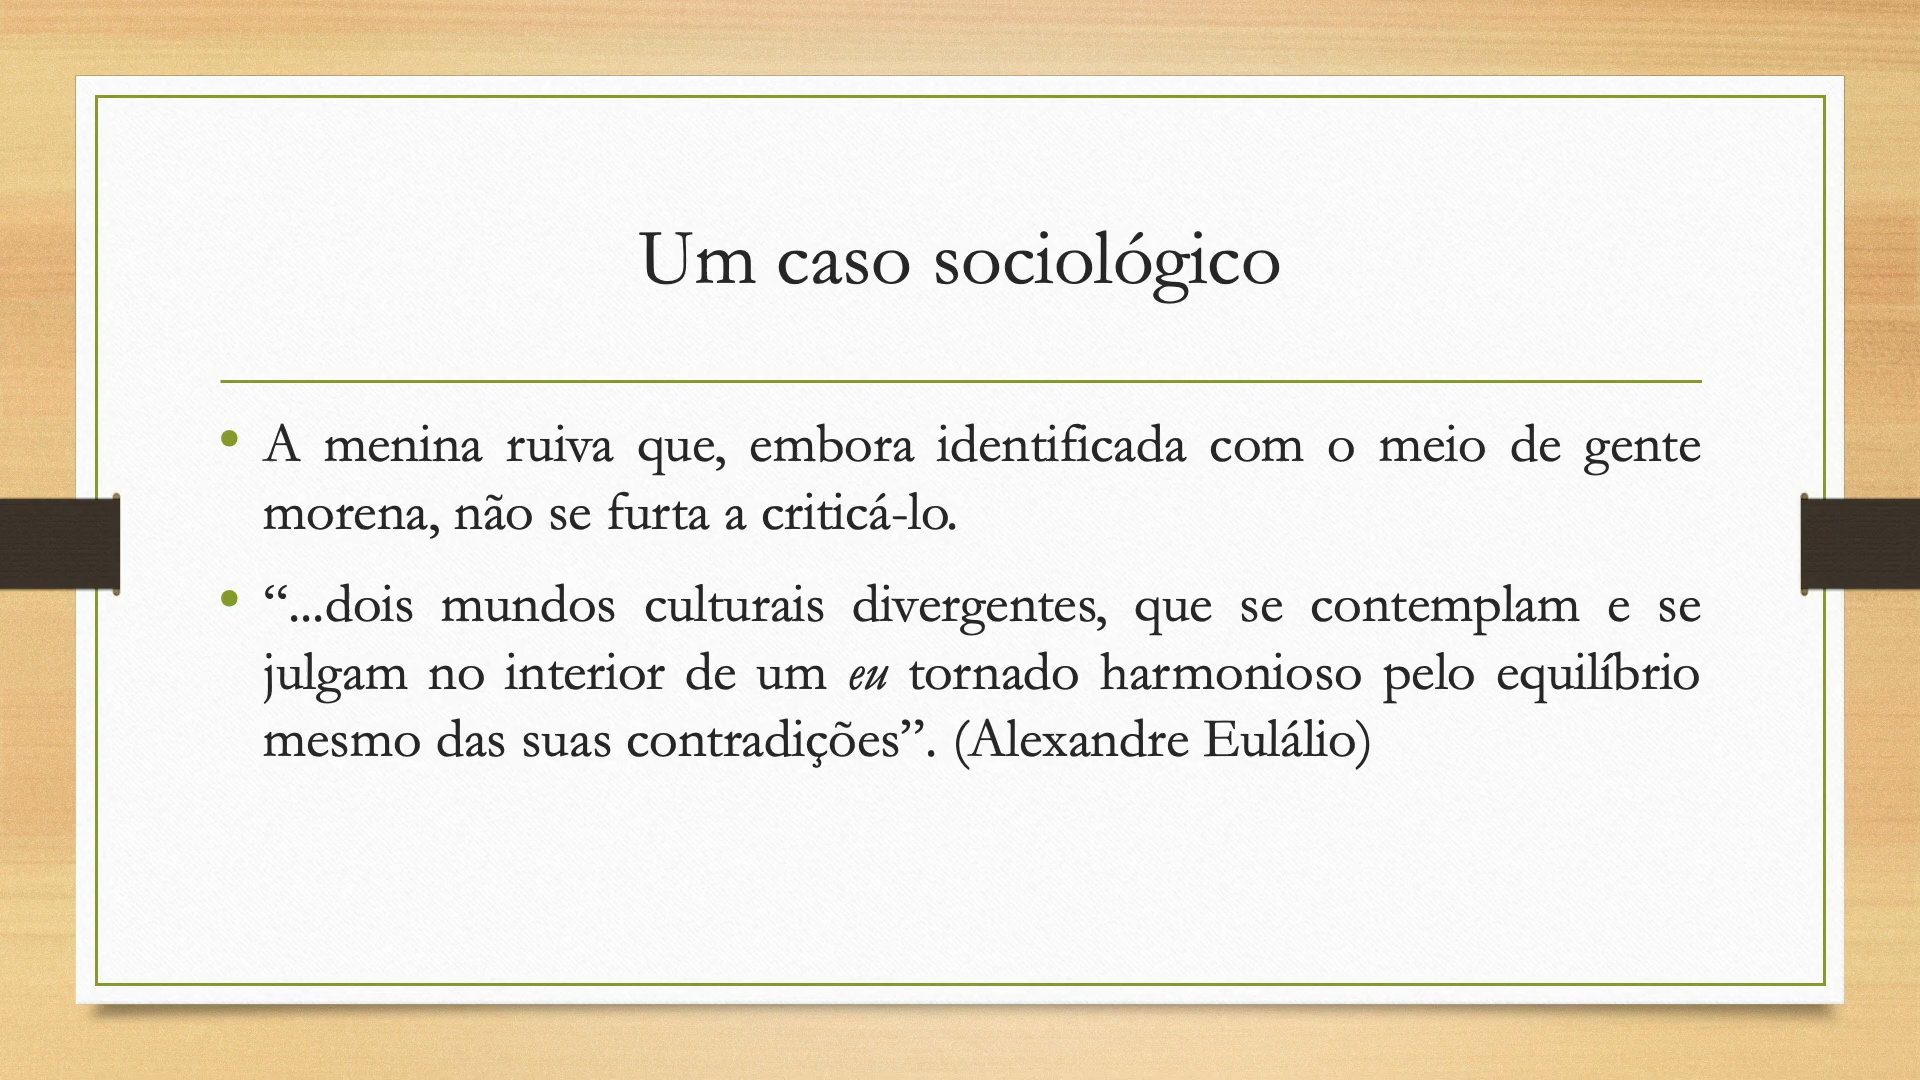 Um caso sociológico
• A menina ruiva que, embora identificada com o meio de gente
morena, não se furta a criticá-lo.
• “...dois mundos culturais divergentes, que se contemplam e se
julgam no interior de um eu tornado harmonioso pelo equilíbrio
mesmo das suas contradições”. (Alexandre Eulálio)